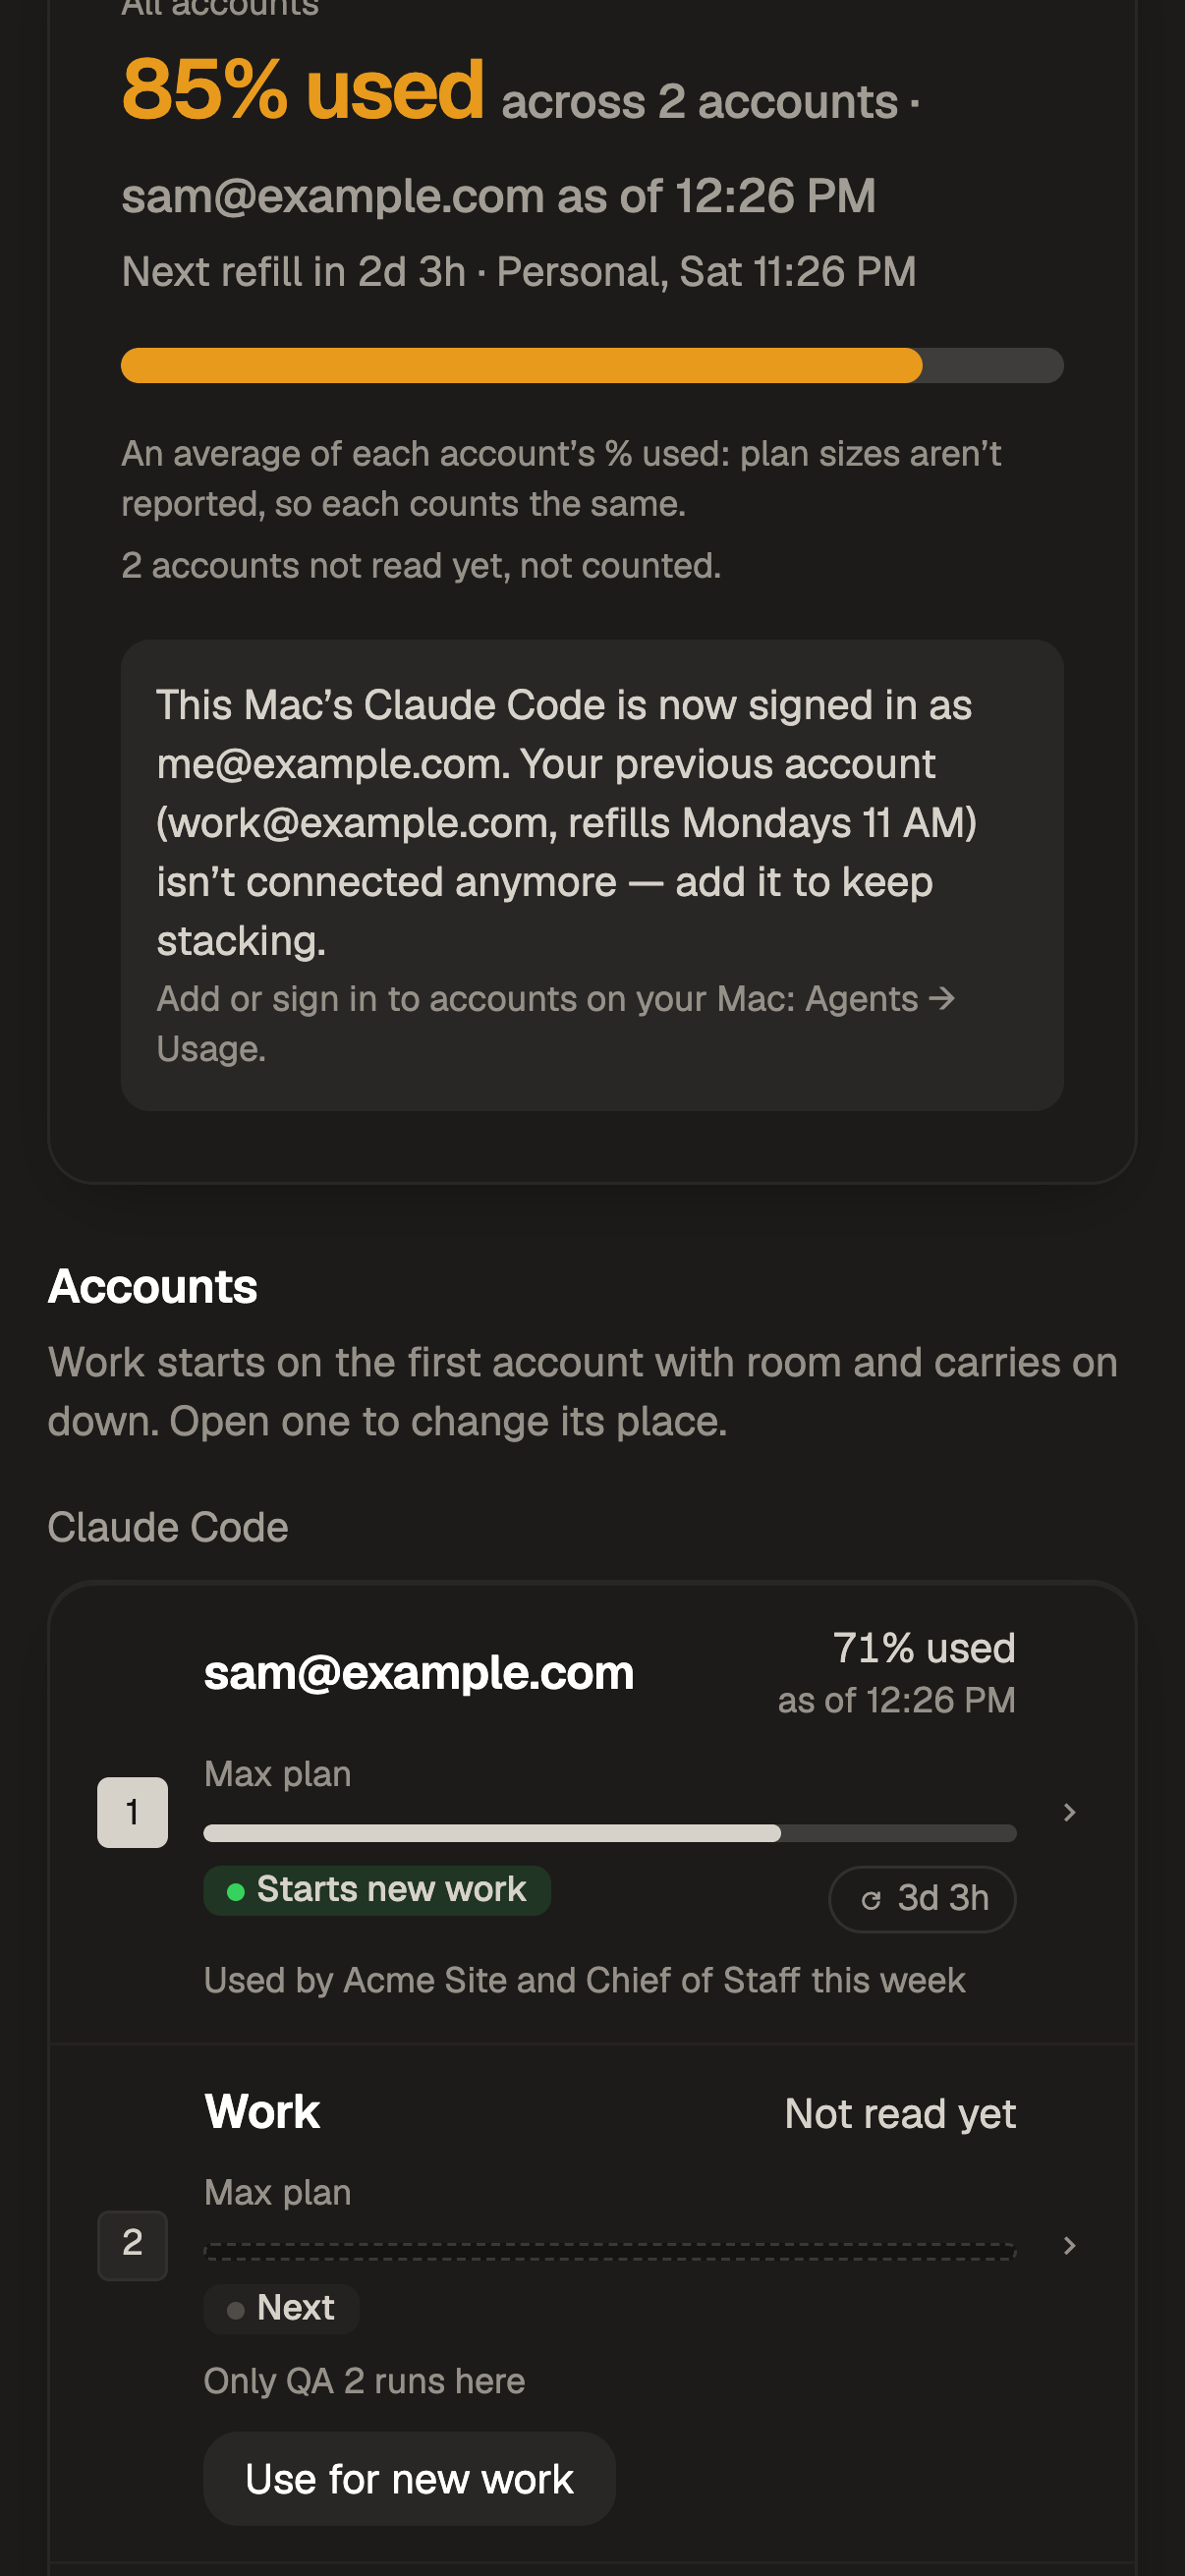 All accounts
85% used across 2 accounts ·
sam@example.com as of 12:26 PM
Next refill in 2d 3h · Personal, Sat 11:26 PM
An average of each account’s % used: plan sizes aren’t
reported, so each counts the same.
2 accounts not read yet, not counted.
This Mac’s Claude Code is now signed in as
me@example.com. Your previous account
(work@example.com, refills Mondays 11 AM)
isn’t connected anymore — add it to keep
stacking.
Add or sign in to accounts on your Mac: Agents →
Usage.
Accounts
Work starts on the first account with room and carries on
down. Open one to change its place.
Claude Code
sam@example.com
71% used
as of 12:26 PM
Max plan
1
Starts new work
3d 3h
Used by Acme Site and Chief of Staff this week
Work
Not read yet
Max plan
2
Next
Only QA 2 runs here
Use for new work